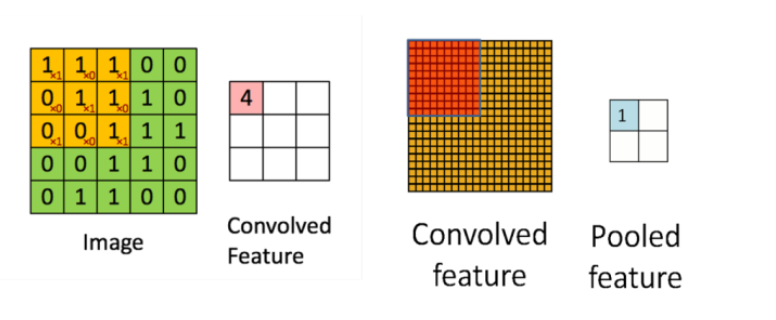 1×1 1×0 1×1 0 0
0×0 1×1 1×0 1 0
0×1 0×0 1×1 1 1
0 0 1 1 0
0 1 1 0 0
Image
4
Convolved
Feature
Convolved
feature
1
Pooled
feature